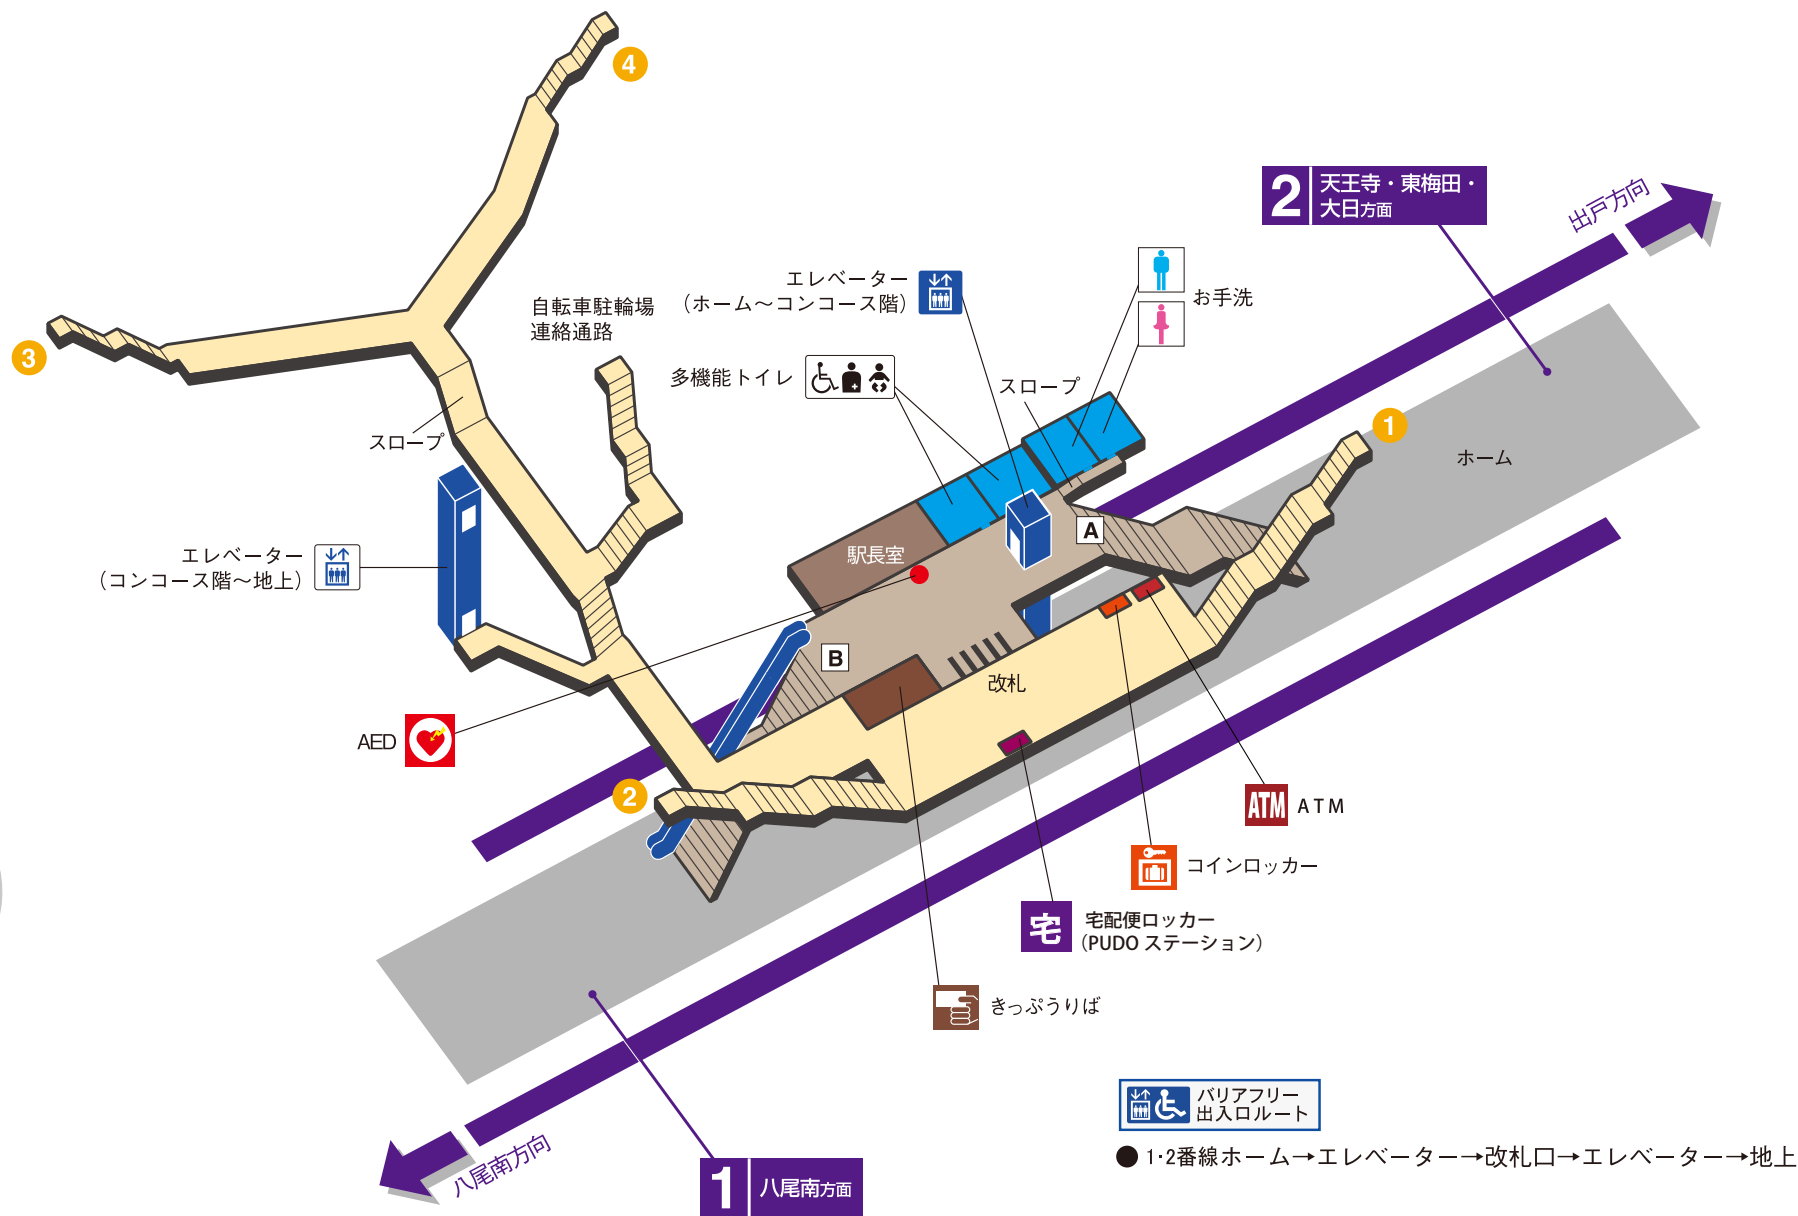 4
2
天王寺・東梅田・
大日方面
出戸方向
エレベーター
（ホーム〜コンコース階）
お手洗
自転車駐輪場
連絡通路
3
多機能トイレ
スロープ
1
スロープ
ホーム
A
エレベーター
（コンコース階〜地上）
駅長室
B
改札
AED
2
ATM
ATM
コインロッカー
宅
宅配便ロッカー
（PUDO ステーション）
きっぷうりば
バリアフリー
出入口ルート
●1・2番線ホーム→エレベーター→改札口→エレベーター→地上
八尾南方向
1
八尾南方面